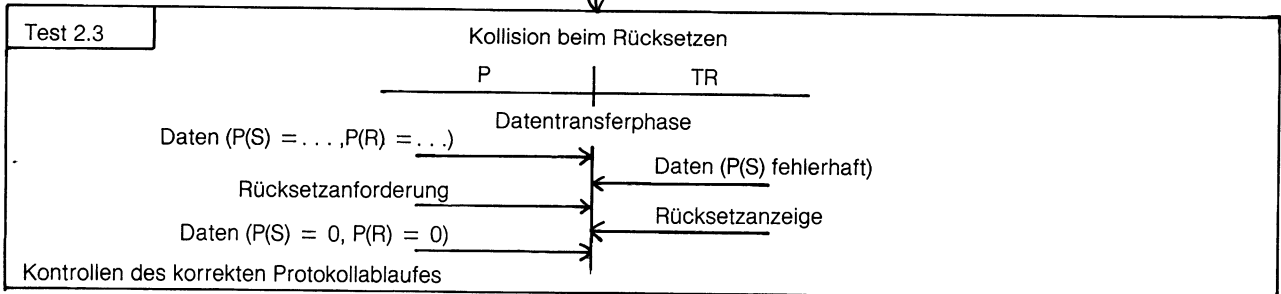 Test 2.3
Kollision beim Rücksetzen
P TR
Datentransferphase
Daten (P(S) = . . . ,P(R) = . . .)
Daten (P(S) fehlerhaft)
Rücksetzanforderung
Rücksetzanzeige
Daten (P(S) = 0, P(R) = 0)
Kontrollen des korrekten Protokollablaufes